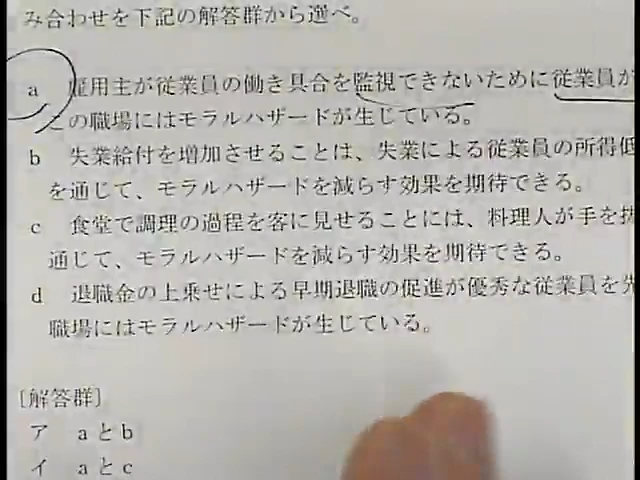 み合わせを下記の解答群から選べ。
a 雇用主が従業員の働き具合を監視できないために従業員が
この職場にはモラルハザードが生じている。
b 失業給付を増加させることは、失業による従業員の所得低
を通じて、モラルハザードを減らす効果を期待できる。
c 食堂で調理の過程を客に見せることには、料理人が手を抜
通じて、モラルハザードを減らす効果を期待できる。
d 退職金の上乗せによる早期退職の促進が優秀な従業員を先
職場にはモラルハザードが生じている。
〔解答群〕
ア aとb
イ aとc